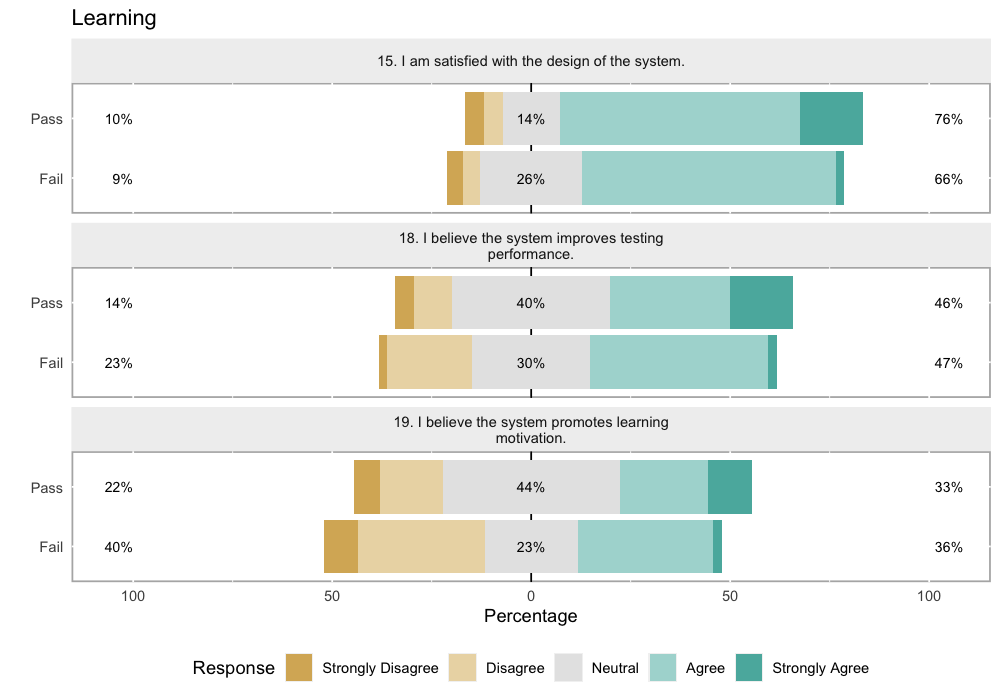 Learning
15. I am satisfied with the design of the system.
Pass 10% 14% 76%
Fail 9% 26% 66%
18. I believe the system improves testing
performance.
Pass 14% 40% 46%
Fail 23% 30% 47%
19. I believe the system promotes learning
motivation.
Pass 22% 44% 33%
Fail 40% 23% 36%
100 50 0 50 100
Percentage
Response Strongly Disagree Disagree Neutral Agree Strongly Agree